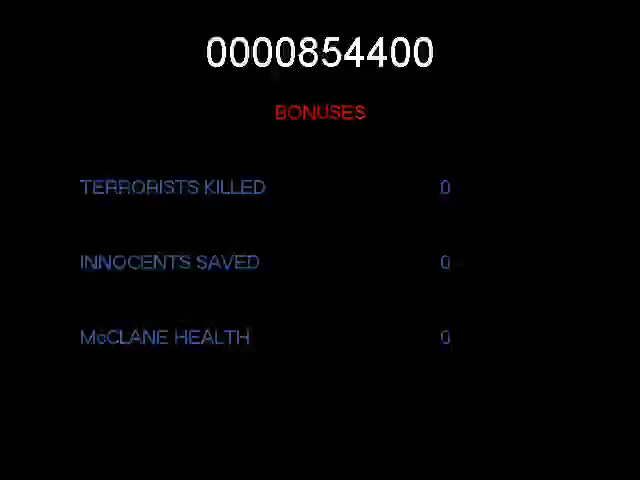 0000854400
BONUSES
TERRORISTS KILLED 0
INNOCENTS SAVED 0
McCLANE HEALTH 0